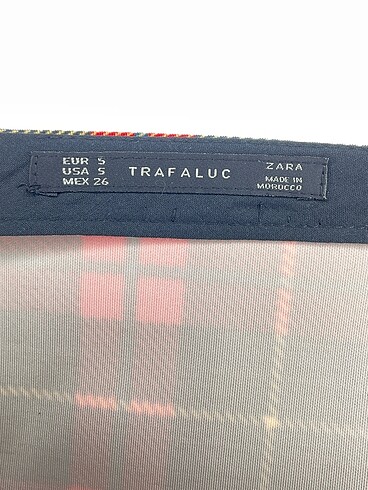 EUR S
USA S
MEX 26
TRAFALUC
ZARA
MADE IN
MOROCCO